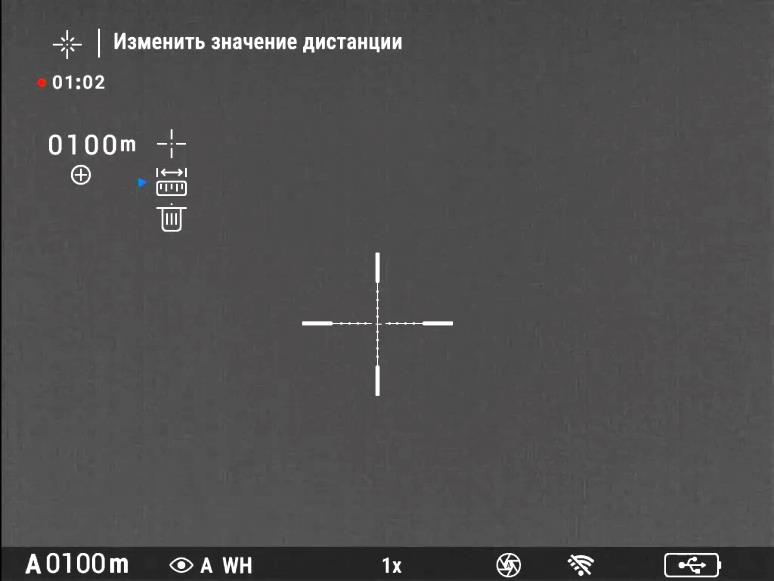 Изменить значение дистанции
01:02
0100m
A0100m A WH 1x